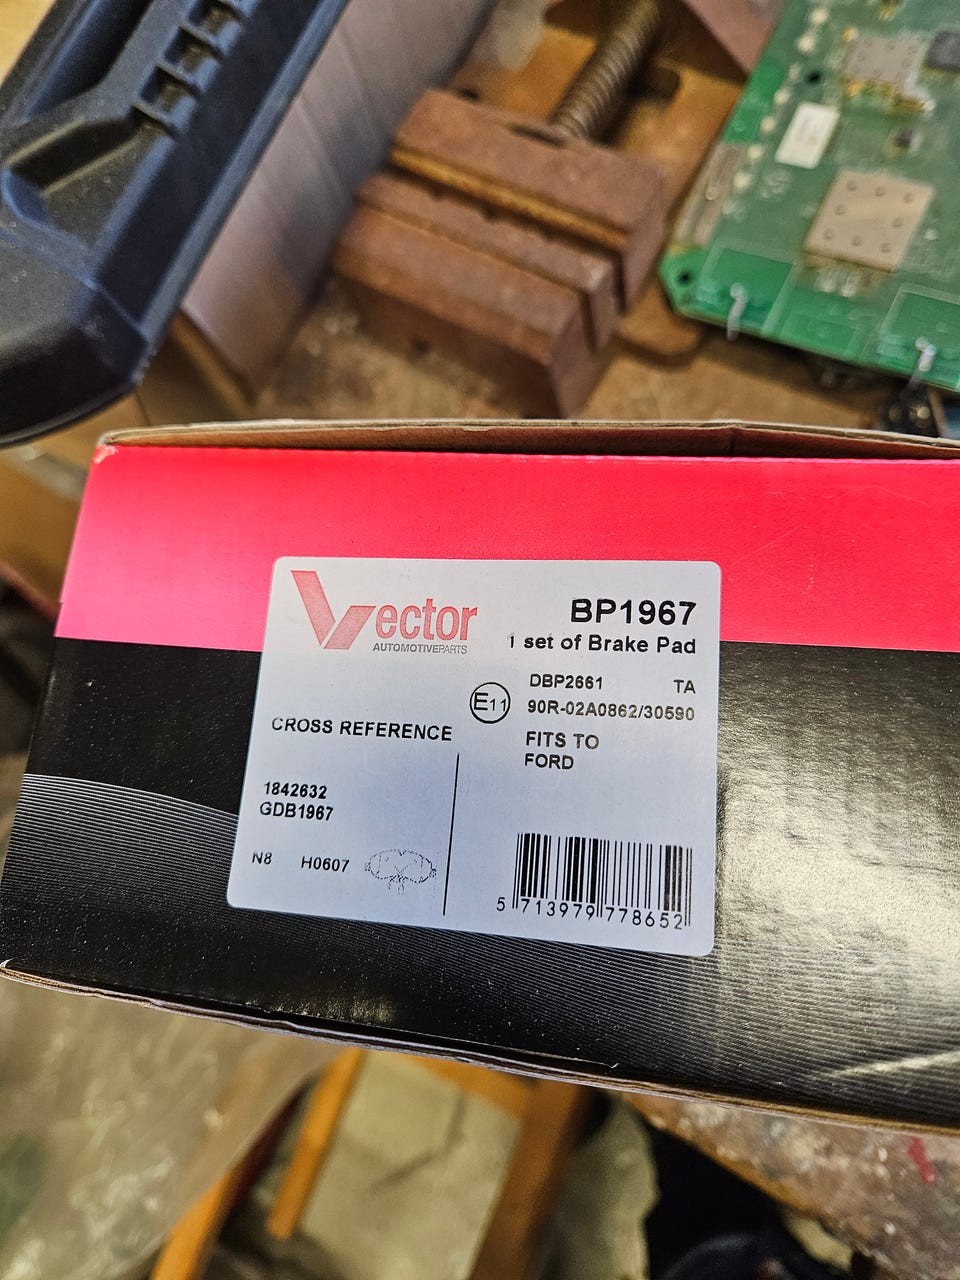 Vector
AUTOMOTIVEPARTS
BP1967
1 set of Brake Pad
DBP2661 TA
E11
90R-02A0862/30590
FITS TO
FORD
CROSS REFERENCE
1842632
GDB1967
N8 H0607
5 713979 778652